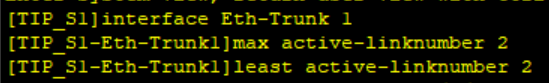 [TIP_S1]interface Eth-Trunk 1
[TIP_S1-Eth-Trunk1]max active-linknumber 2
[TIP_S1-Eth-Trunk1]least active-linknumber 2